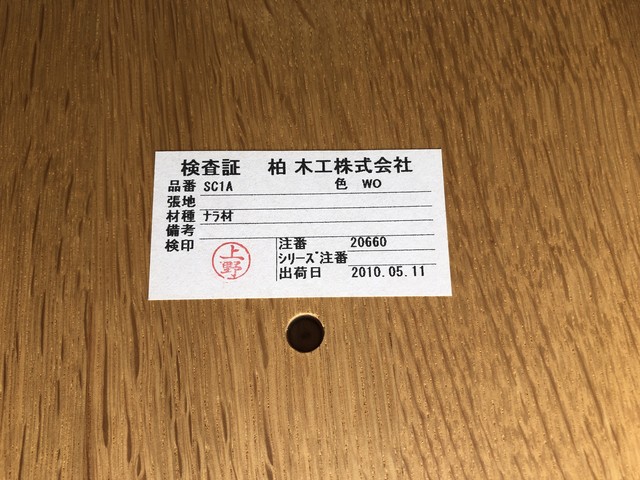 検査証 柏 木工株式会社
品番 SC1A 色 WO
張地
材種 ナラ材
備考
検印 上野 注番 20660
シリーズ注番
出荷日 2010.05.11